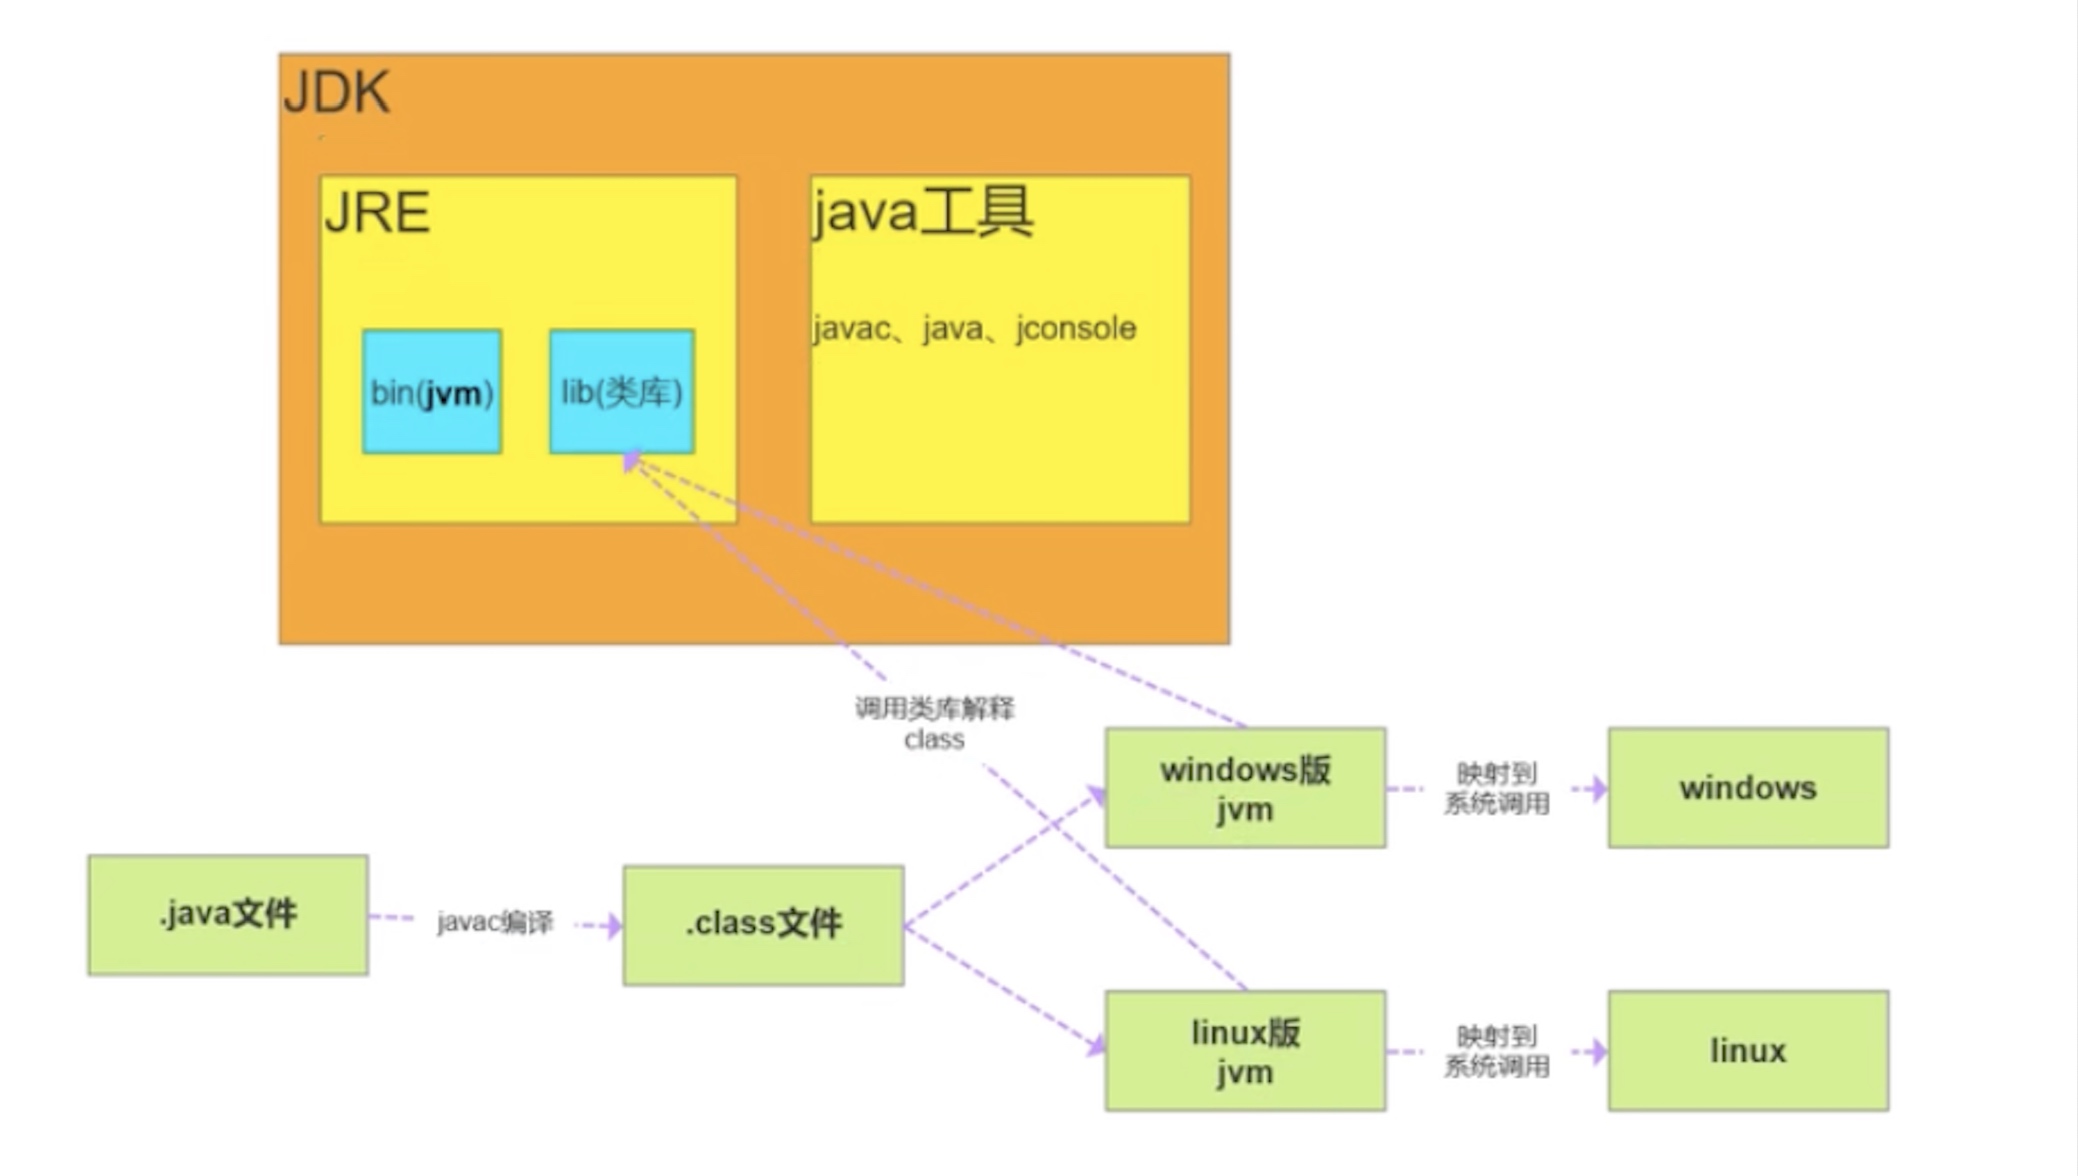 JDK
JRE
java工具
javac、java、jconsole
bin(jvm)
lib(类库)
调用类库解释
class
windows版
jvm
映射到
系统调用
windows
.java文件
javac编译
.class文件
linux版
jvm
映射到
系统调用
linux